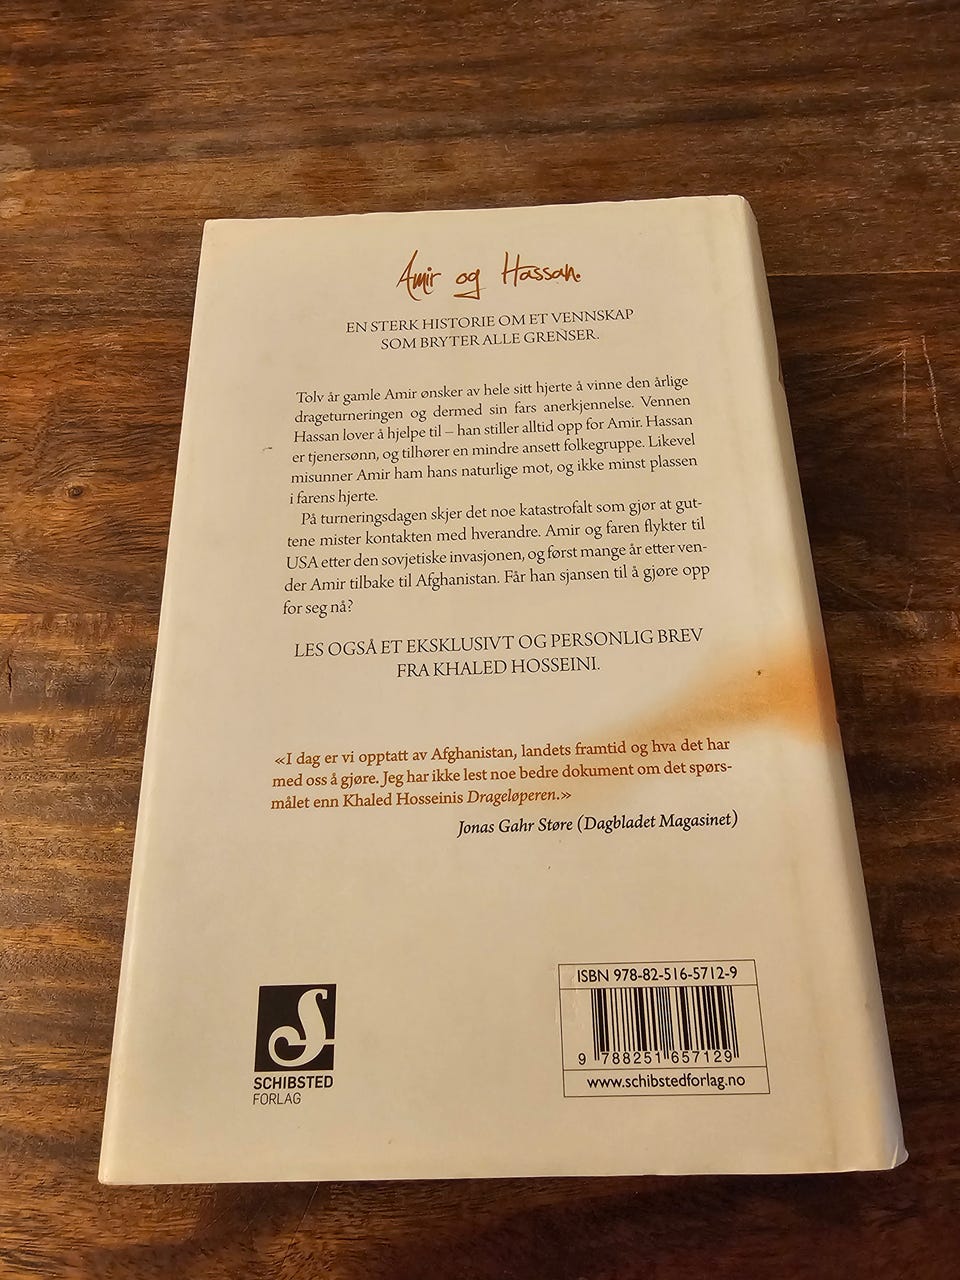 Amir og Hassan.
EN STERK HISTORIE OM ET VENNSKAP
SOM BRYTER ALLE GRENSER.
Tolv år gamle Amir ønsker av hele sitt hjerte å vinne den årlige
drageturneringen og dermed sin fars anerkjennelse. Vennen
Hassan lover å hjelpe til – han stiller alltid opp for Amir. Hassan
er tjenersønn, og tilhører en mindre ansett folkegruppe. Likevel
misunner Amir ham hans naturlige mot, og ikke minst plassen
i farens hjerte.
På turneringsdagen skjer det noe katastrofalt som gjør at gut-
tene mister kontakten med hverandre. Amir og faren flykter til
USA etter den sovjetiske invasjonen, og først mange år etter ven-
der Amir tilbake til Afghanistan. Får han sjansen til å gjøre opp
for seg nå?
LES OGSÅ ET EKSKLUSIVT OG PERSONLIG BREV
FRA KHALED HOSSEINI.
«I dag er vi opptatt av Afghanistan, landets framtid og hva det har
med oss å gjøre. Jeg har ikke lest noe bedre dokument om det spørs-
målet enn Khaled Hosseinis Drageløperen.»
Jonas Gahr Støre (Dagbladet Magasinet)
S
SCHIBSTED
FORLAG
ISBN 978-82-516-5712-9
9 788251 657129
www.schibstedforlag.no